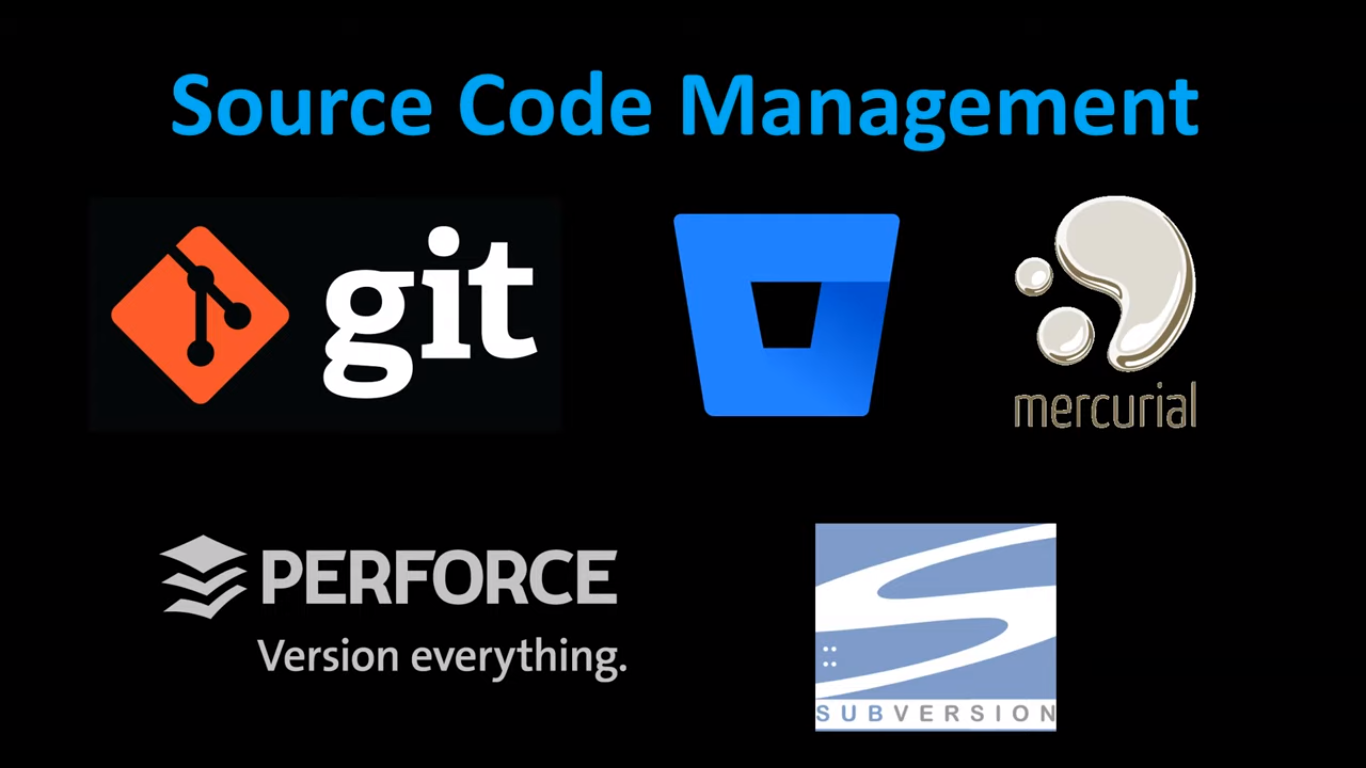 Source Code Management
git
mercurial
PERFORCE
Version everything.
SUBVERSION